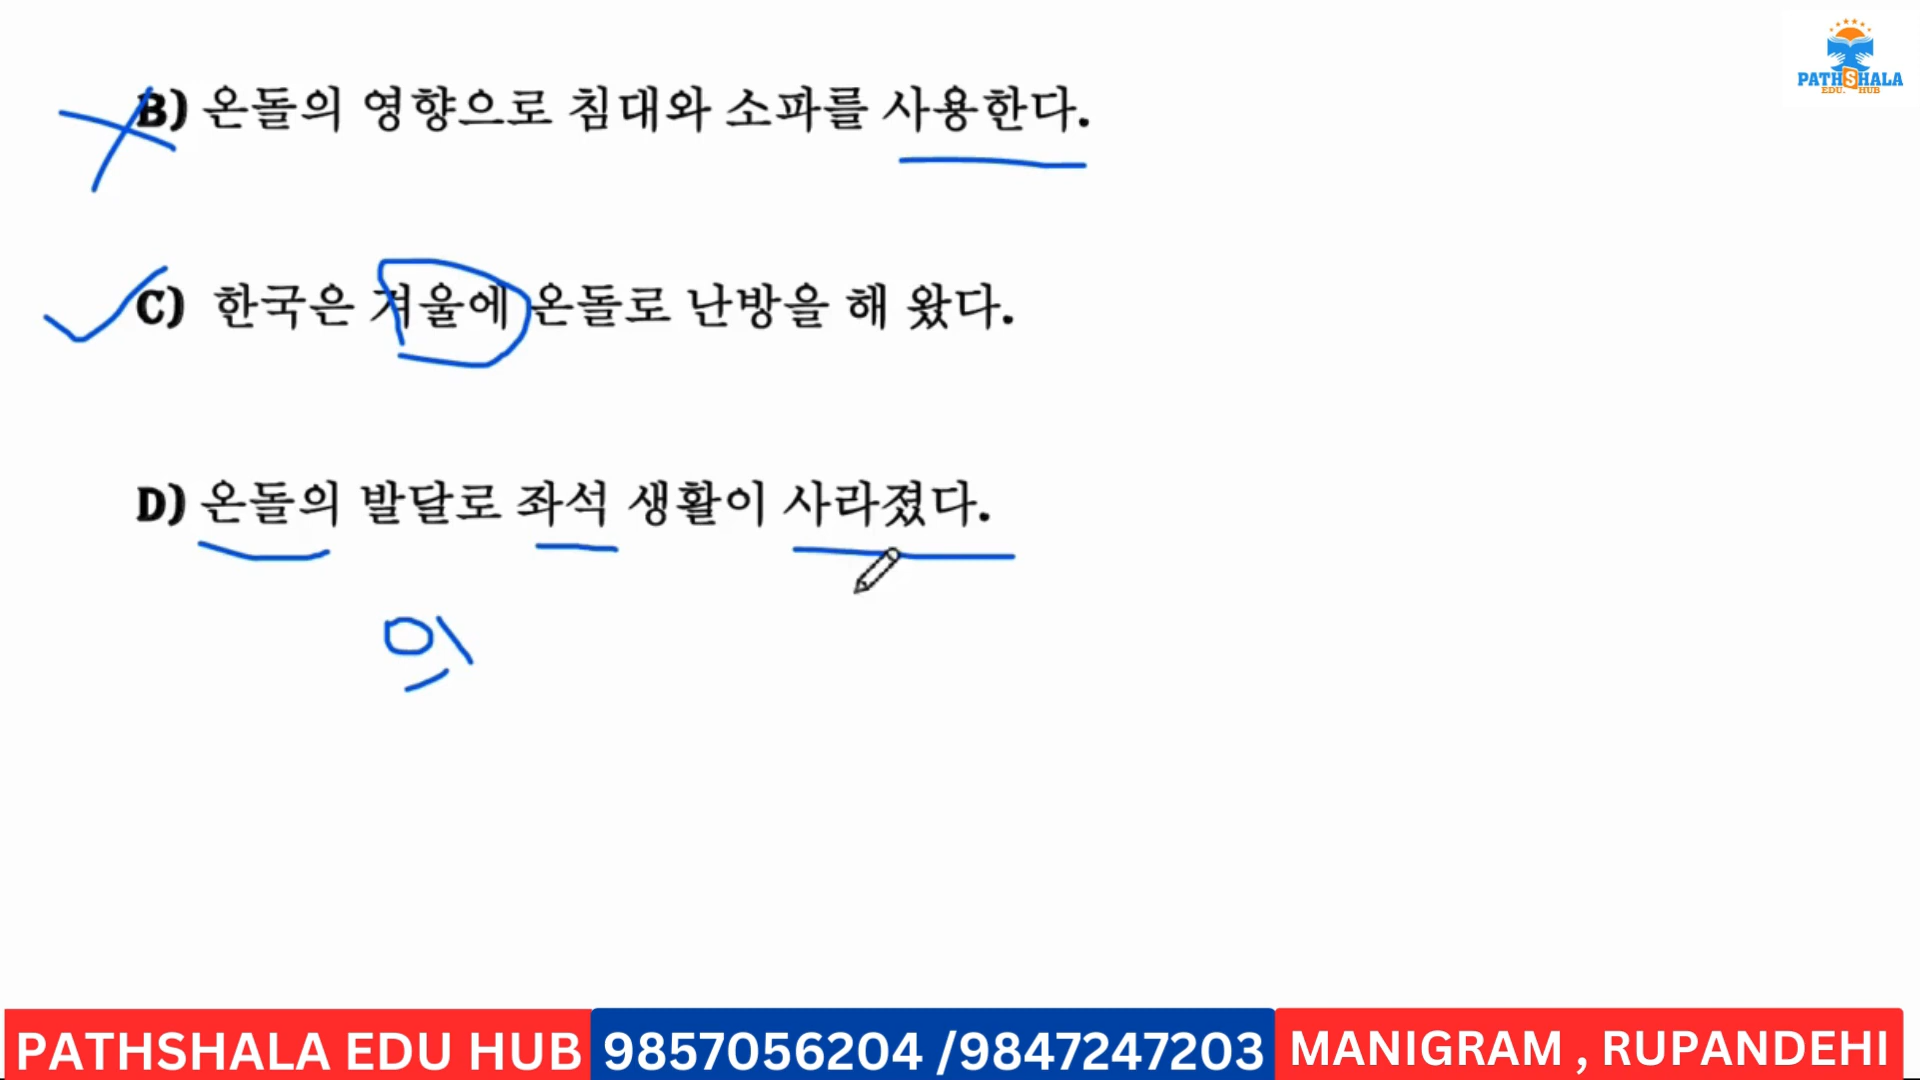 PATHSHALA
EDU. HUB
B) 온돌의 영향으로 침대와 소파를 사용한다.
C) 한국은 겨울에 온돌로 난방을 해 왔다.
D) 온돌의 발달로 좌석 생활이 사라졌다.
PATHSHALA EDU HUB 9857056204 /9847247203 MANIGRAM , RUPANDEHI